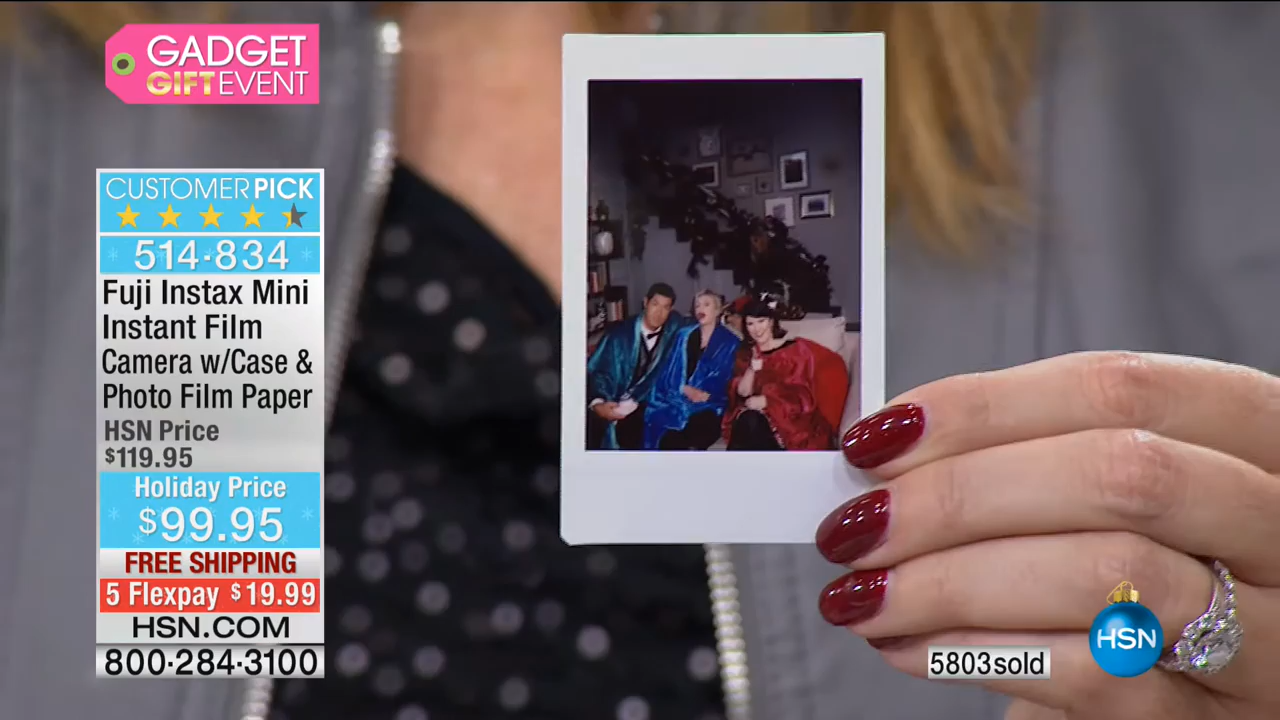 GADGET
GIFT EVENT
CUSTOMER PICK
514-834
Fuji Instax Mini
Instant Film
Camera w/Case &
Photo Film Paper
HSN Price
$119.95
Holiday Price
$99.95
FREE SHIPPING
5 Flexpay $19.99
HSN.COM
800-284-3100
HSN
5803sold